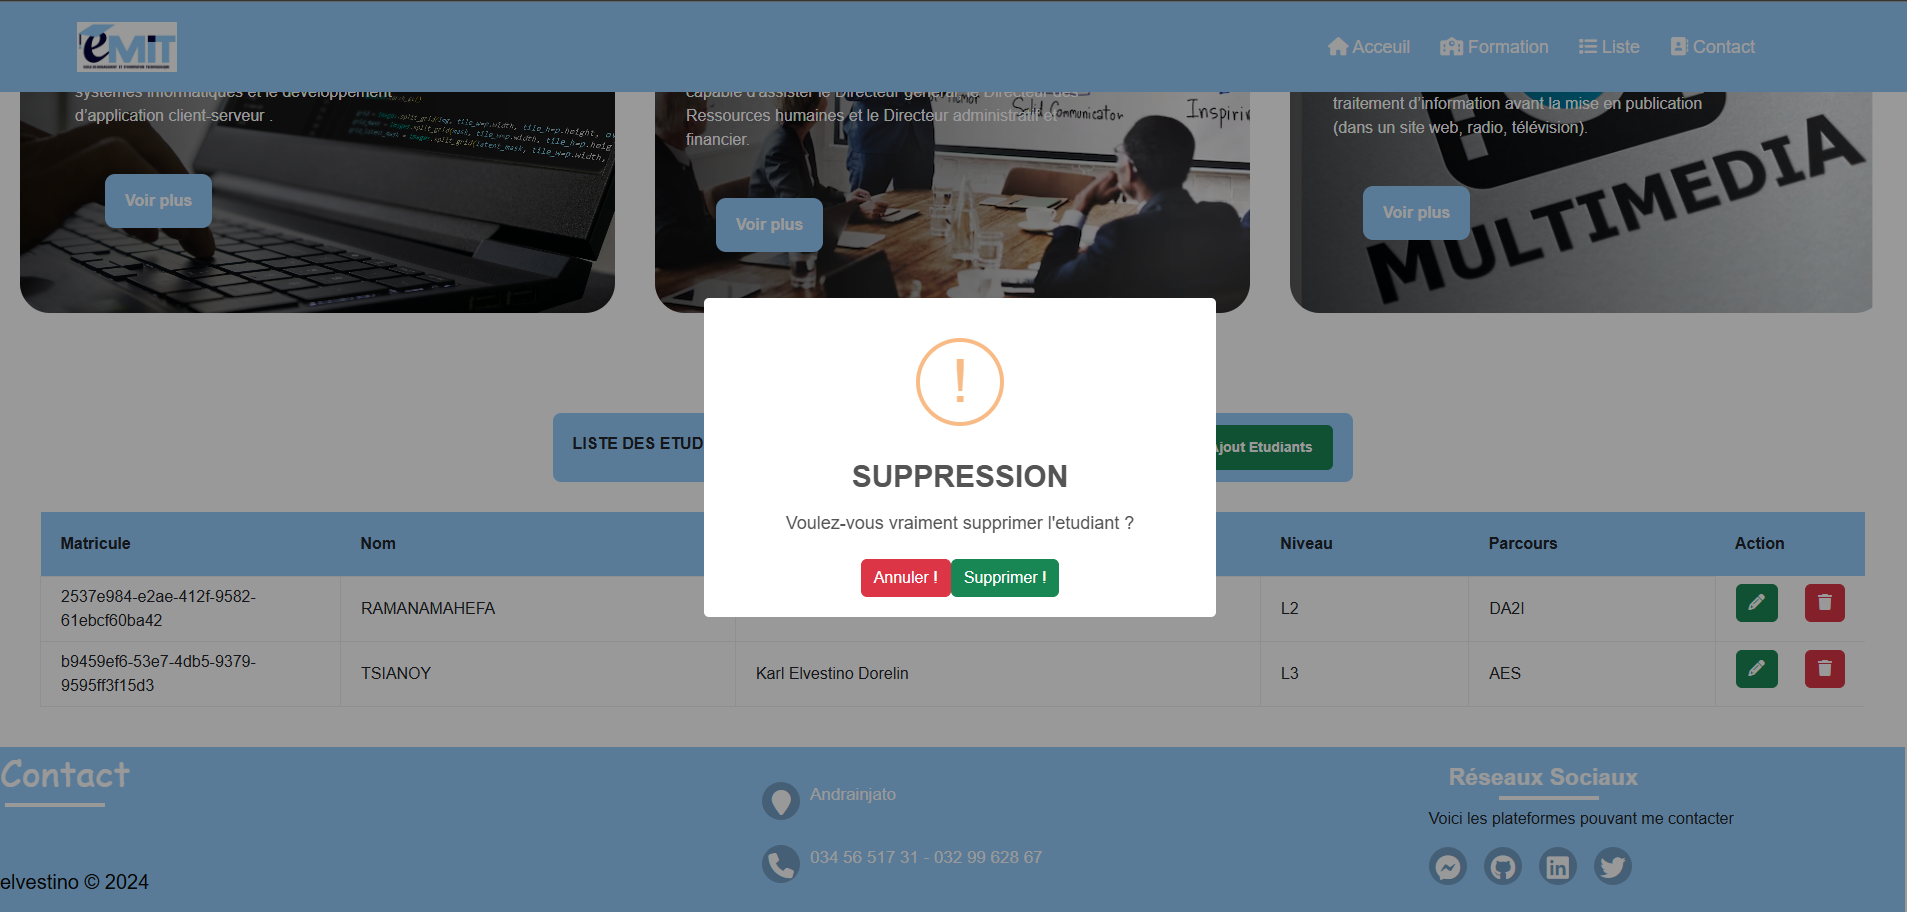 eMIT
Acceuil
Formation
Liste
Contact
systèmes informatiques et le développement
d'application client-serveur .
Voir plus
capable d'assister le Directeur général, le Directeur des
Ressources humaines et le Directeur administratif et
financier.
Solid Communicator
Voir plus
traitement d'information avant la mise en publication
(dans un site web, radio, télévision).
MULTIMEDIA
Voir plus
LISTE DES ETUD
jout Etudiants
!
SUPPRESSION
Voulez-vous vraiment supprimer l'etudiant ?
Annuler !
Supprimer !
Matricule
Nom
Niveau
Parcours
Action
2537e984-e2ae-412f-9582-
61ebcf60ba42
RAMANAMAHEFA
L2
DA2I
b9459ef6-53e7-4db5-9379-
9595ff3f15d3
TSIANOY
Karl Elvestino Dorelin
L3
AES
Contact
elvestino © 2024
Andrainjato
034 56 517 31 - 032 99 628 67
Réseaux Sociaux
Voici les plateformes pouvant me contacter